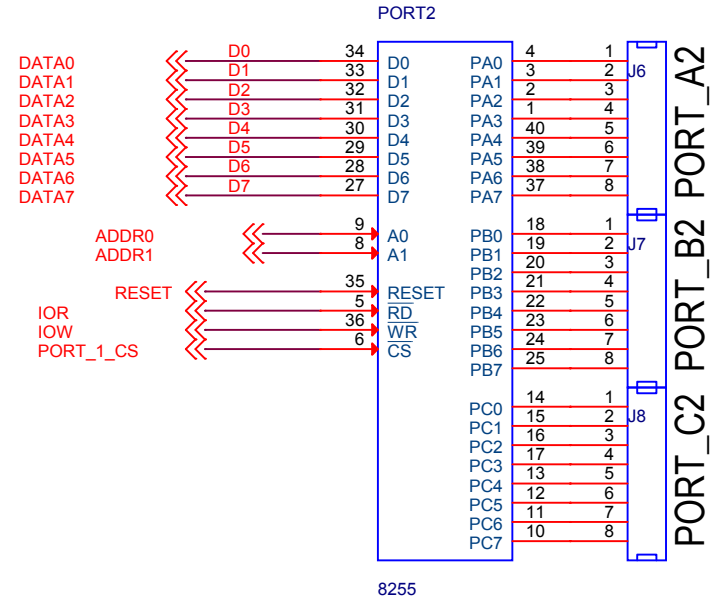 PORT2
DATA0 D0 34 D0 PA0 4 1
DATA1 D1 33 D1 PA1 3 2 J6
DATA2 D2 32 D2 PA2 2 3
DATA3 D3 31 D3 PA3 1 4
DATA4 D4 30 D4 PA4 40 5
DATA5 D5 29 D5 PA5 39 6
DATA6 D6 28 D6 PA6 38 7
DATA7 D7 27 D7 PA7 37 8
PORT_A2
ADDR0 9 A0 PB0 18 1
ADDR1 8 A1 PB1 19 2 J7
PB2 20 3
RESET 35 RESET PB3 21 4
IOR 5 RD PB4 22 5
IOW 36 WR PB5 23 6
PORT_1_CS 6 CS PB6 24 7
PB7 25 8
PORT_B2
PC0 14 1
PC1 15 2 J8
PC2 16 3
PC3 17 4
PC4 13 5
PC5 12 6
PC6 11 7
PC7 10 8
PORT_C2
8255